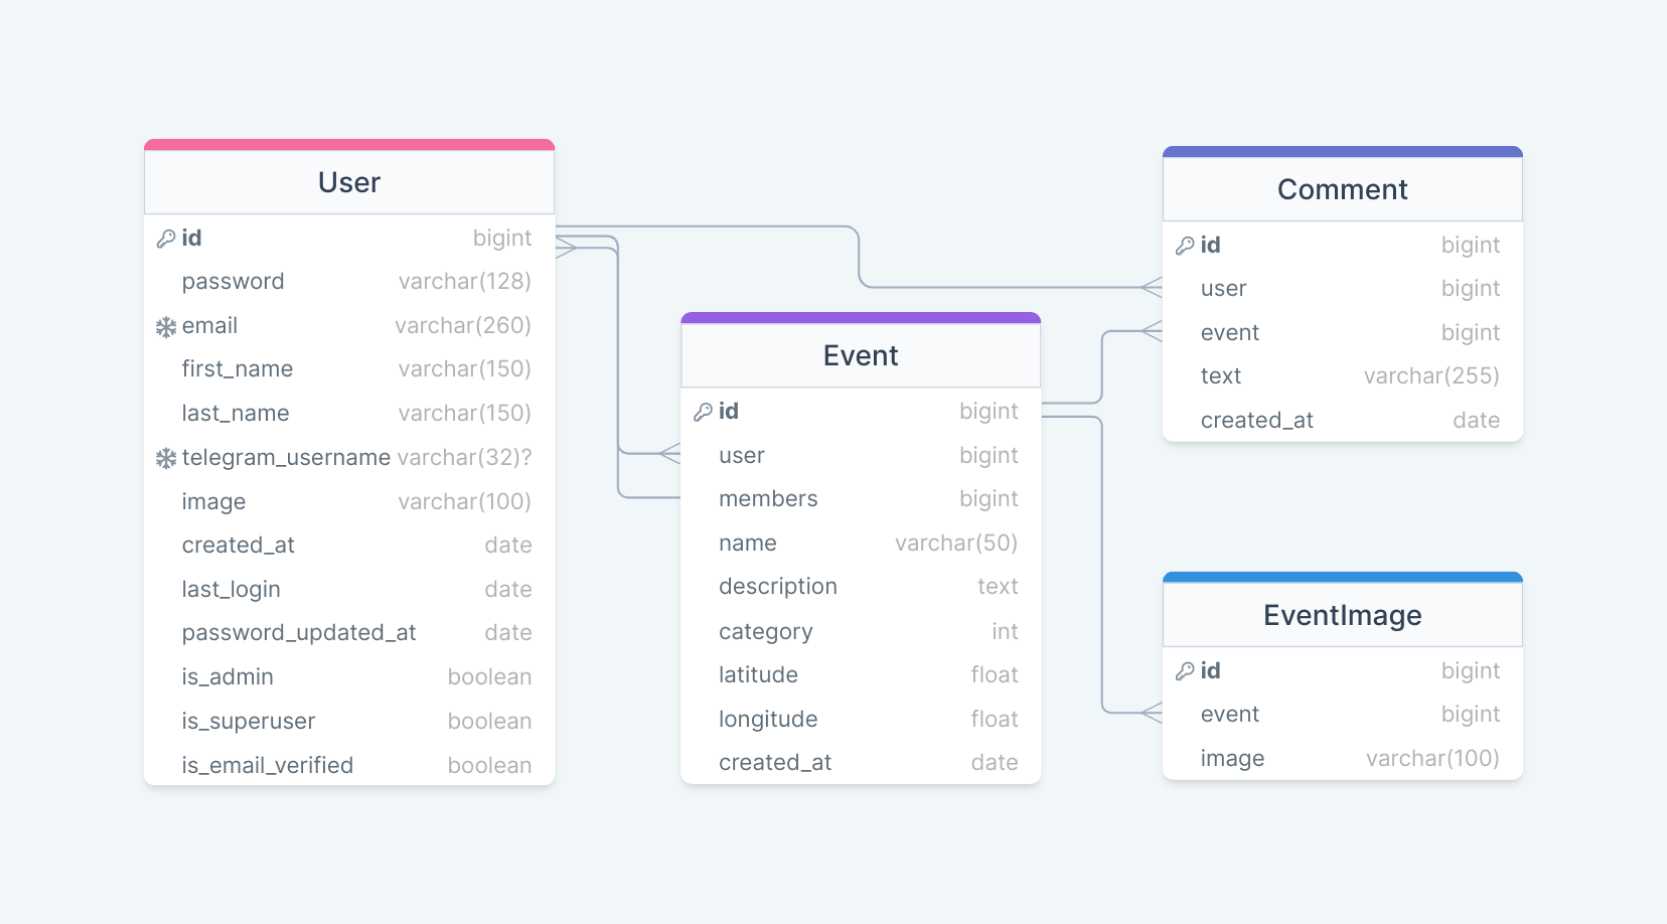 User
id bigint
password varchar(128)
email varchar(260)
first_name varchar(150)
last_name varchar(150)
telegram_username varchar(32)?
image varchar(100)
created_at date
last_login date
password_updated_at date
is_admin boolean
is_superuser boolean
is_email_verified boolean
Event
id bigint
user bigint
members bigint
name varchar(50)
description text
category int
latitude float
longitude float
created_at date
Comment
id bigint
user bigint
event bigint
text varchar(255)
created_at date
EventImage
id bigint
event bigint
image varchar(100)